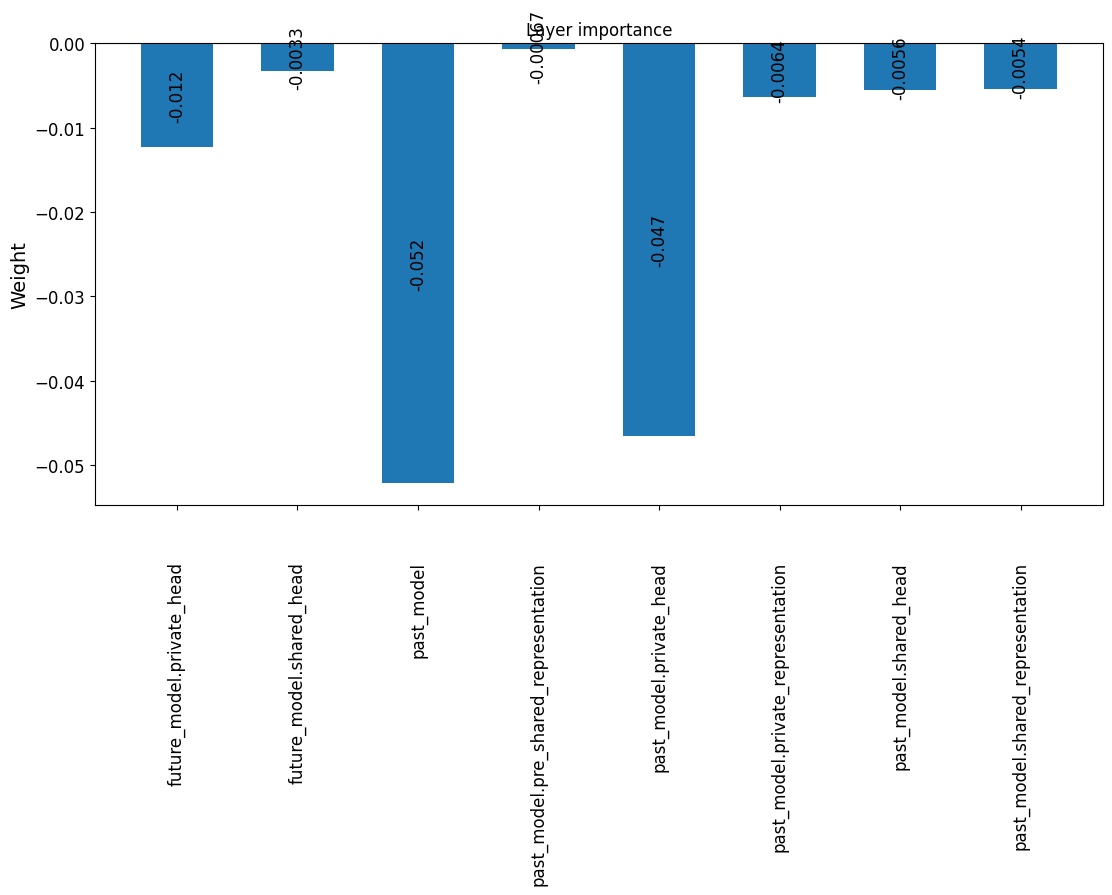 Layer importance
Weight
0.00
−0.01
−0.02
−0.03
−0.04
−0.05
-0.012
-0.0033
-0.052
-0.00067
-0.047
-0.0064
-0.0056
-0.0054
future_model.private_head
future_model.shared_head
past_model
past_model.pre_shared_representation
past_model.private_head
past_model.private_representation
past_model.shared_head
past_model.shared_representation